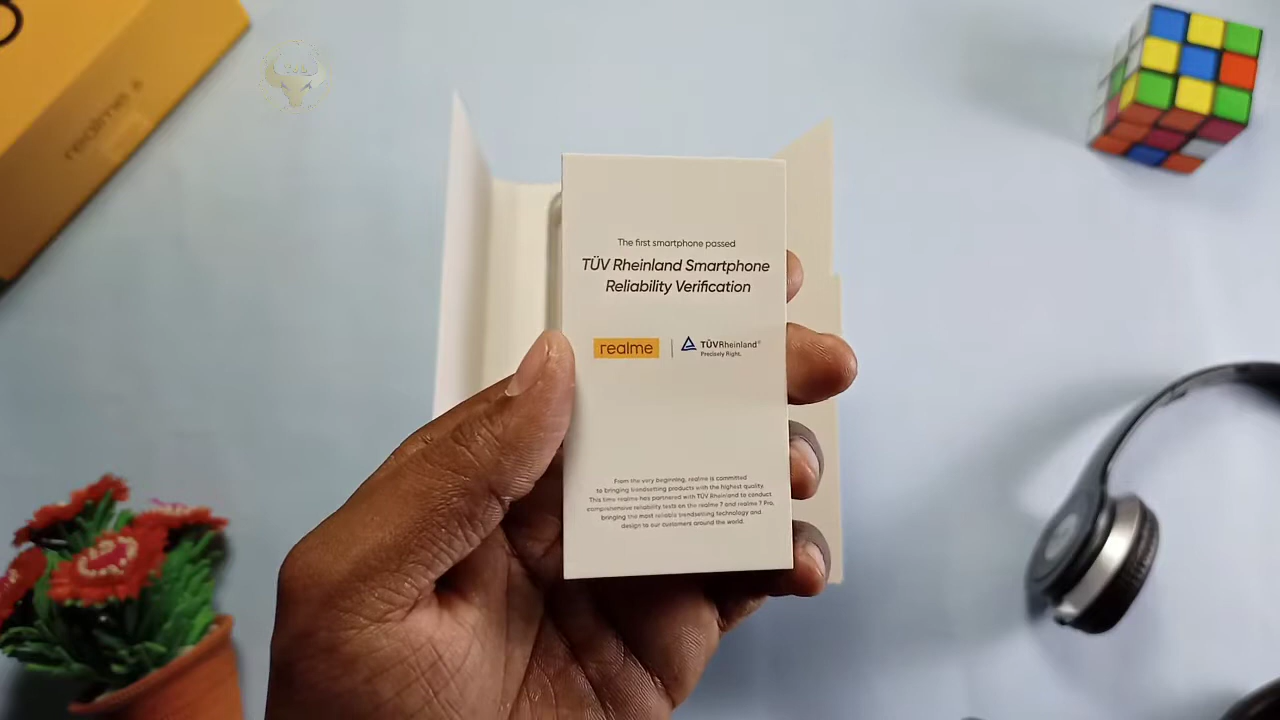 realme
The first smartphone passed
TÜV Rheinland Smartphone
Reliability Verification
realme
TÜVRheinland®
Precisely Right.
From the very beginning, realme is committed
to bringing trendsetting products with the highest quality.
This time realme has partnered with TÜV Rheinland to conduct
comprehensive reliability tests on the realme 7 and realme 7 Pro,
bringing the most reliable trendsetting technology and
design to our customers around the world.